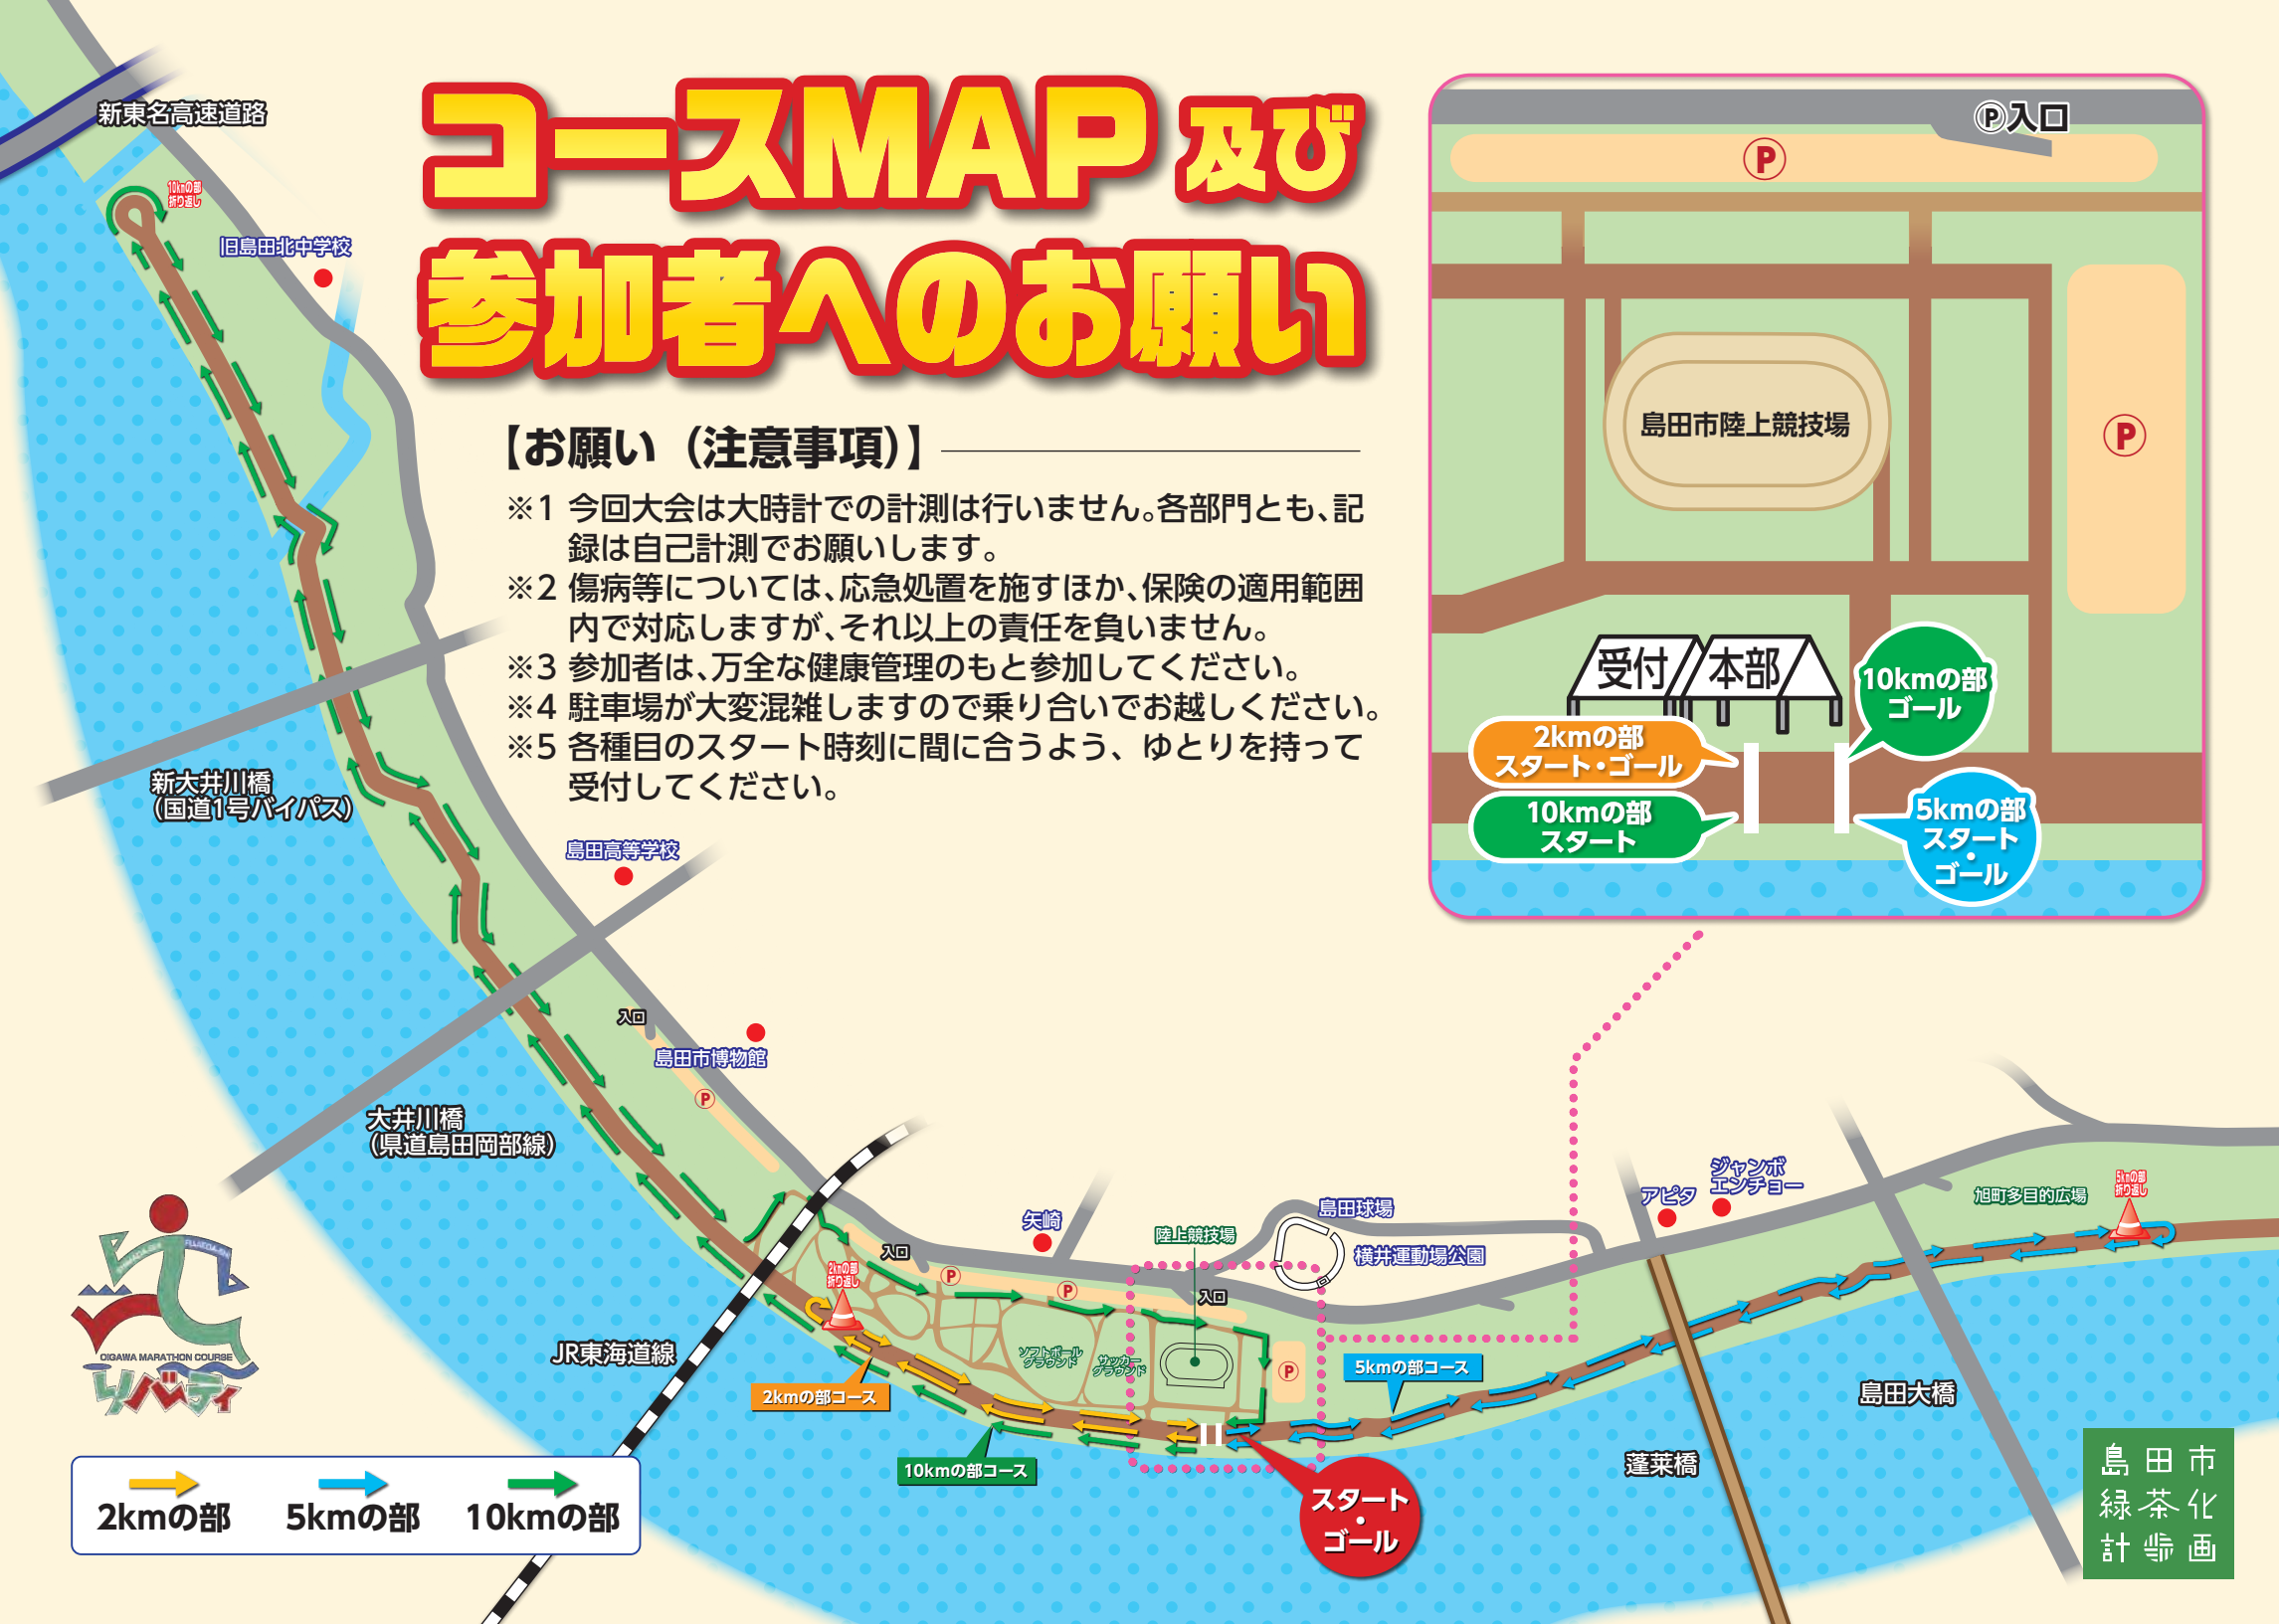 コースMAP 及び
参加者へのお願い
【お願い（注意事項）】
※1 今回大会は大時計での計測は行いません。各部門とも、記
録は自己計測でお願いします。
※2 傷病等については、応急処置を施すほか、保険の適用範囲
内で対応しますが、それ以上の責任を負いません。
※3 参加者は、万全な健康管理のもと参加してください。
※4 駐車場が大変混雑しますので乗り合いでお越しください。
※5 各種目のスタート時刻に間に合うよう、ゆとりを持って
受付してください。
Ⓟ入口
Ⓟ
島田市陸上競技場
Ⓟ
受付
本部
10kmの部
ゴール
2kmの部
スタート・ゴール
10kmの部
スタート
5kmの部
スタート
・
ゴール
新東名高速道路
10kmの部
折り返し
旧島田北中学校
新大井川橋
（国道1号バイパス）
島田高等学校
入口
島田市博物館
Ⓟ
大井川橋
（県道島田岡部線）
JR東海道線
2kmの部
折り返し
入口
Ⓟ
Ⓟ
矢崎
陸上競技場
入口
島田球場
横井運動場公園
ソフトボール
グラウンド
サッカー
グラウンド
Ⓟ
アピタ
ジャンボ
エンチョー
旭町多目的広場
5kmの部
折り返し
2kmの部コース
10kmの部コース
5kmの部コース
スタート
・
ゴール
蓬莱橋
島田大橋
OIGAWA MARATHON COURSE
リバティ
2kmの部
5kmの部
10kmの部
島田市
緑茶化
計画